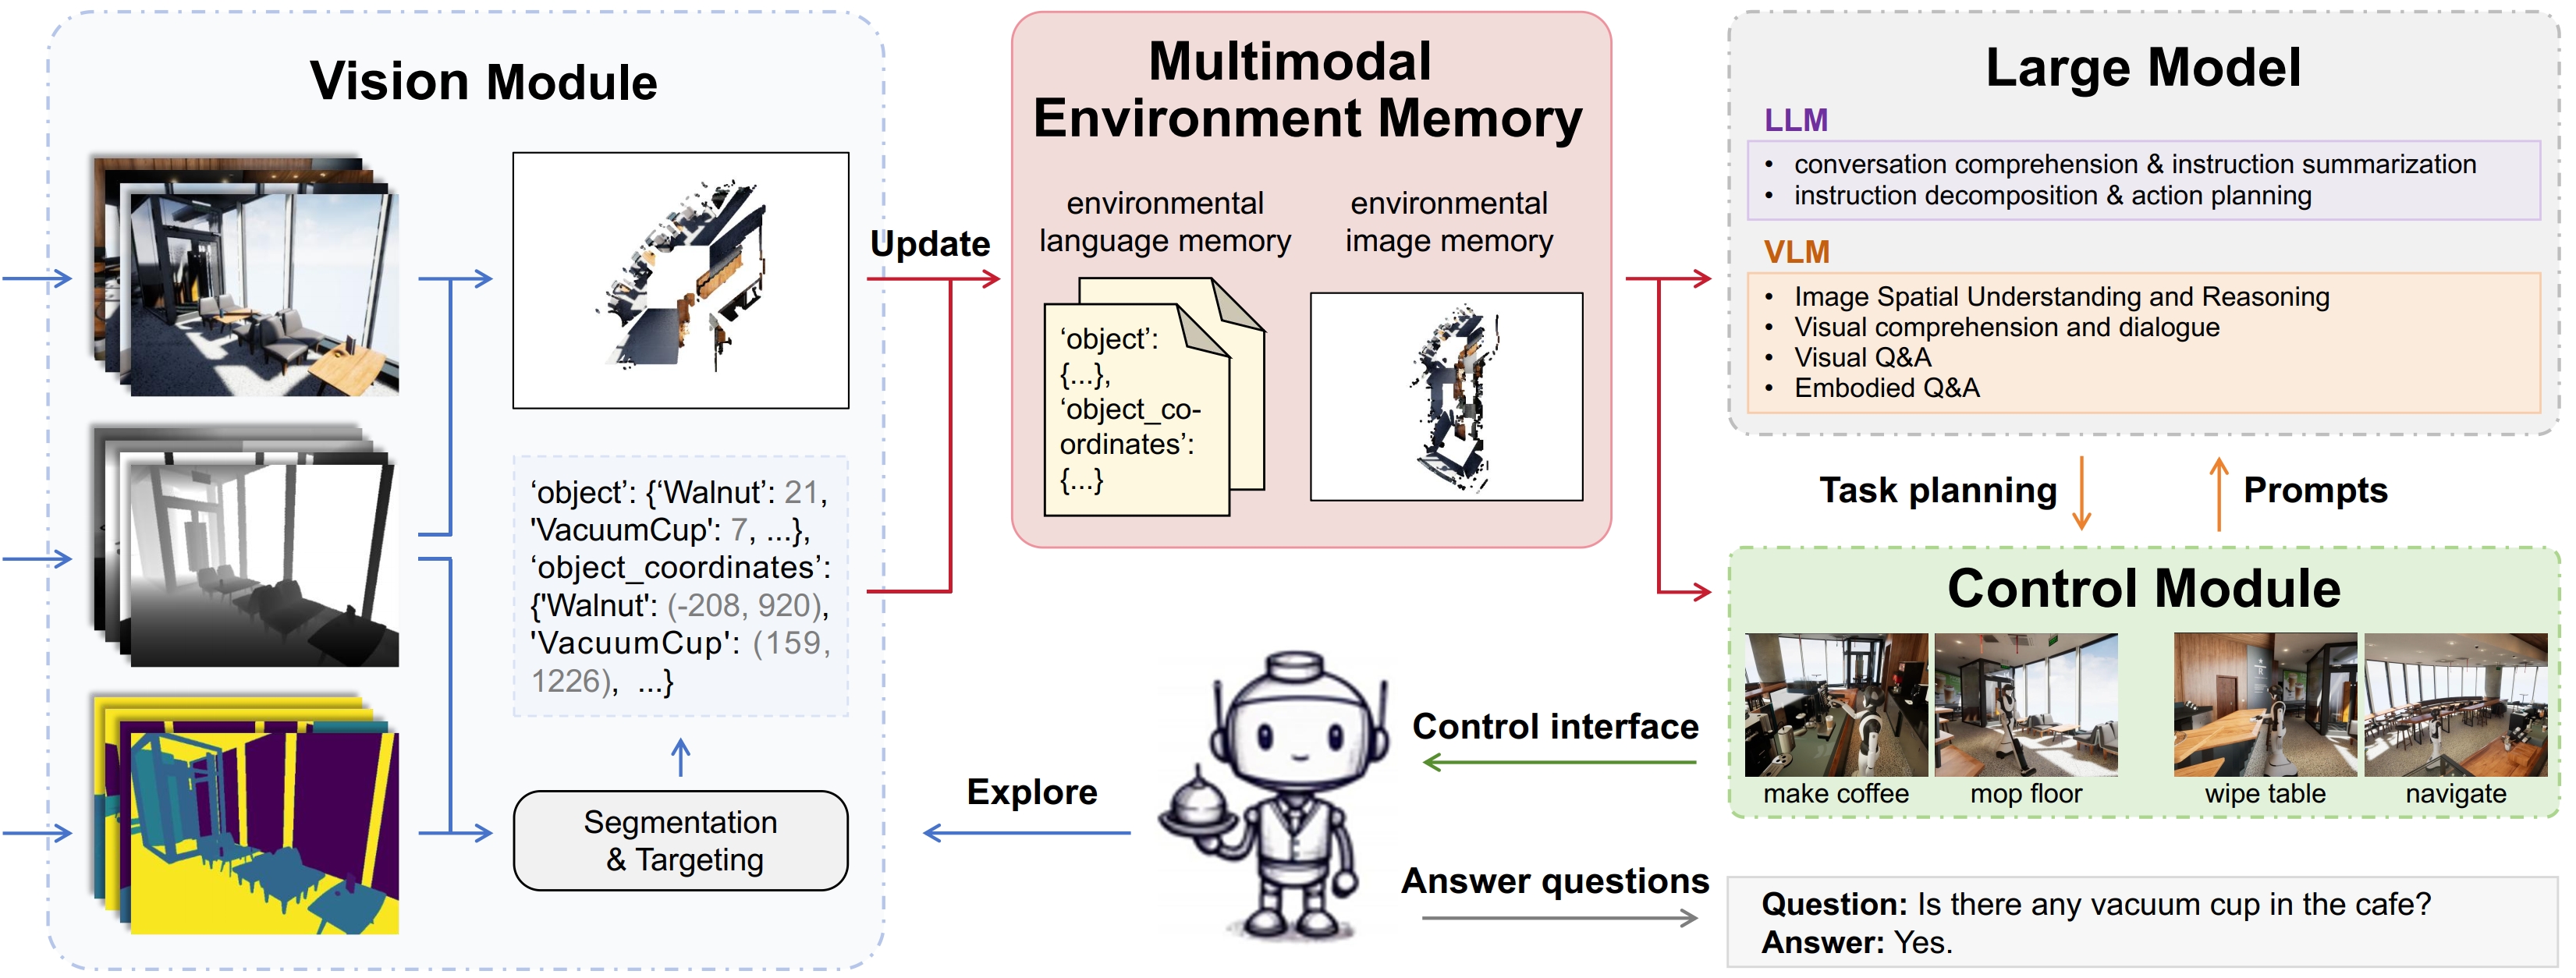 Vision Module
‘object’: {‘Walnut’: 21,
'VacuumCup': 7, ...},
‘object_coordinates’:
{'Walnut': (-208, 920),
'VacuumCup': (159,
1226), ...}
Segmentation
& Targeting
Update
Multimodal
Environment Memory
environmental
language memory
‘object’:
{...},
‘object_co-
ordinates’:
{...}
environmental
image memory
Large Model
LLM
• conversation comprehension & instruction summarization
• instruction decomposition & action planning
VLM
• Image Spatial Understanding and Reasoning
• Visual comprehension and dialogue
• Visual Q&A
• Embodied Q&A
Task planning
Prompts
Control Module
make coffee
mop floor
wipe table
navigate
Control interface
Explore
Answer questions
Question: Is there any vacuum cup in the cafe?
Answer: Yes.